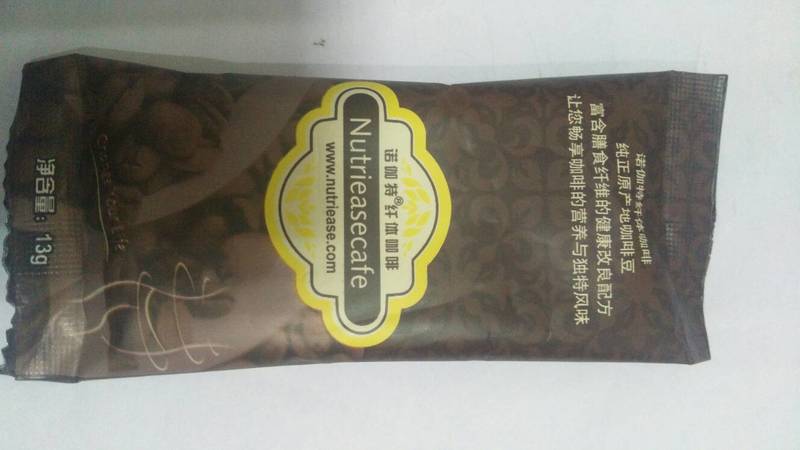 诺伽特纤体咖啡
纯正原产地咖啡豆
富含膳食纤维的健康改良配方
让您畅享咖啡的营养与独特风味
诺伽特®纤体咖啡
Nutrieasecafe
www.nutriease.com
净含量: 13g